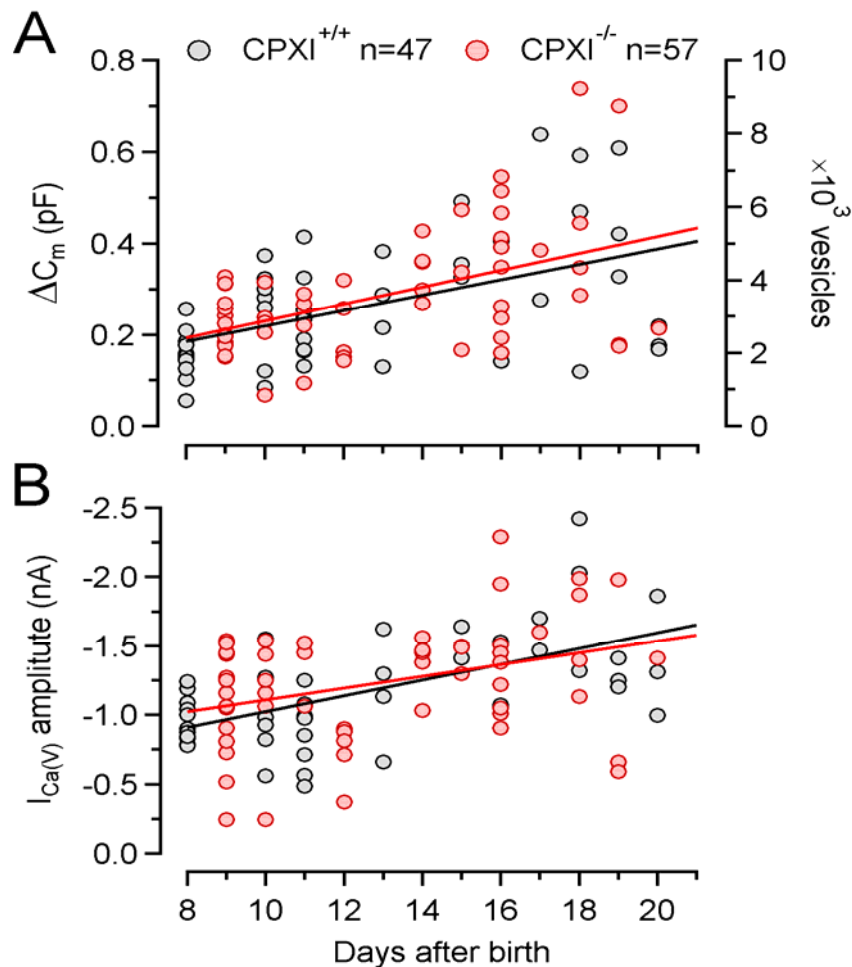 A
CPXI+/+ n=47 CPXI-/- n=57
0.8
0.6
0.4
0.2
0.0
ΔCm (pF)
10
8
6
4
2
0
×10³ vesicles
B
-2.5
-2.0
-1.5
-1.0
-0.5
0.0
ICa(V) amplitude (nA)
8 10 12 14 16 18 20
Days after birth